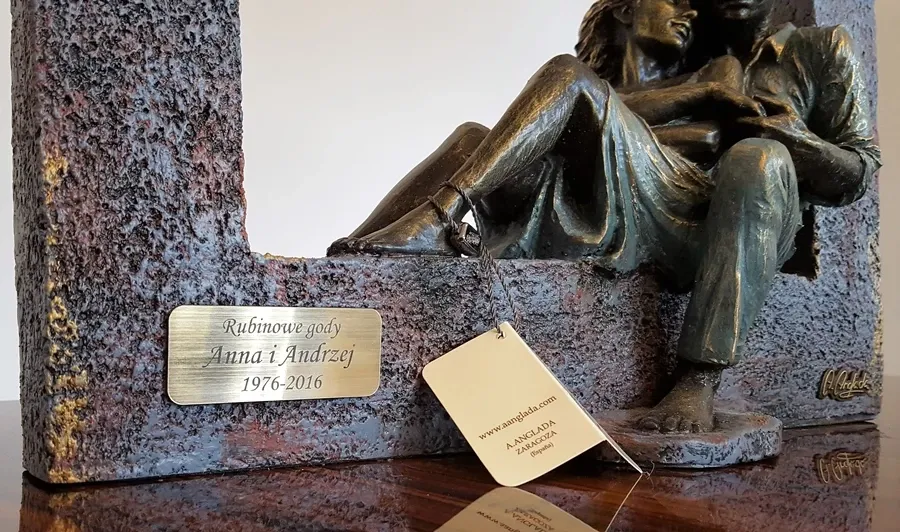 Rubinowe gody
Anna i Andrzej
1976-2016
www.aanglada.com
A.ANGLADA
ZARAGOZA
(España)